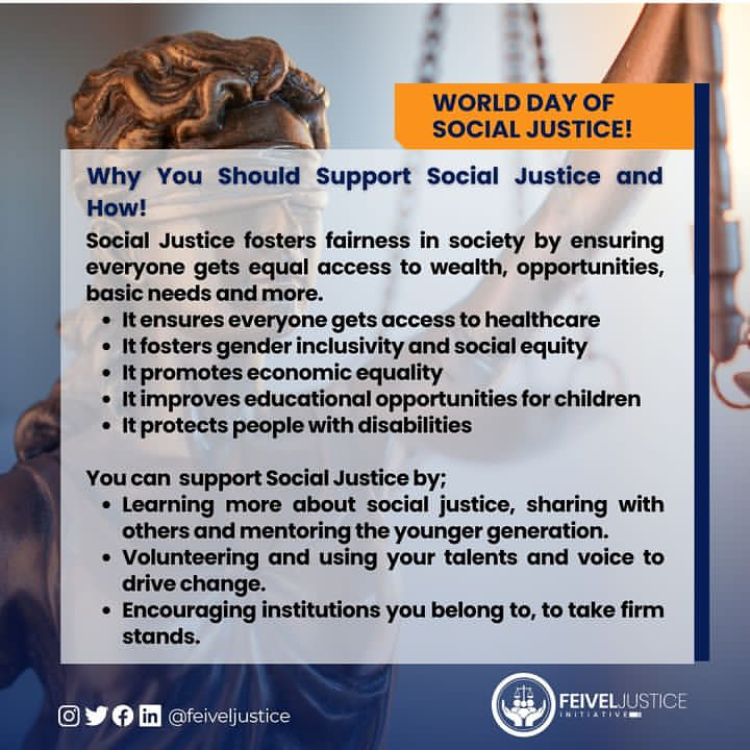 WORLD DAY OF
SOCIAL JUSTICE!
Why You Should Support Social Justice and
How!
Social Justice fosters fairness in society by ensuring
everyone gets equal access to wealth, opportunities,
basic needs and more.
• It ensures everyone gets access to healthcare
• It fosters gender inclusivity and social equity
• It promotes economic equality
• It improves educational opportunities for children
• It protects people with disabilities
You can support Social Justice by;
• Learning more about social justice, sharing with
others and mentoring the younger generation.
• Volunteering and using your talents and voice to
drive change.
• Encouraging institutions you belong to, to take firm
stands.
@feiveljustice
FEIVELJUSTICE
INITIATIVE